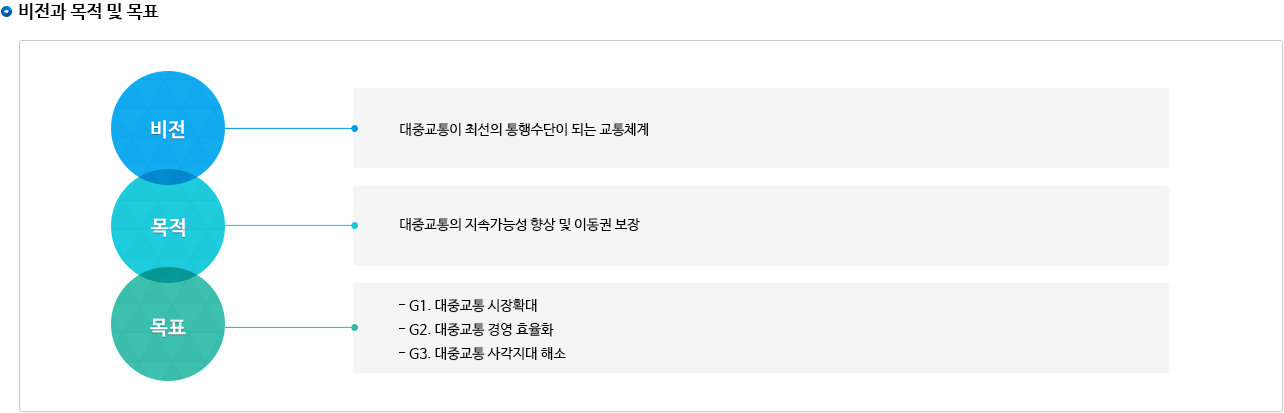 비전과 목적 및 목표
비전
대중교통이 최선의 통행수단이 되는 교통체계
목적
대중교통의 지속가능성 향상 및 이동권 보장
목표
- G1. 대중교통 시장확대
- G2. 대중교통 경영 효율화
- G3. 대중교통 사각지대 해소